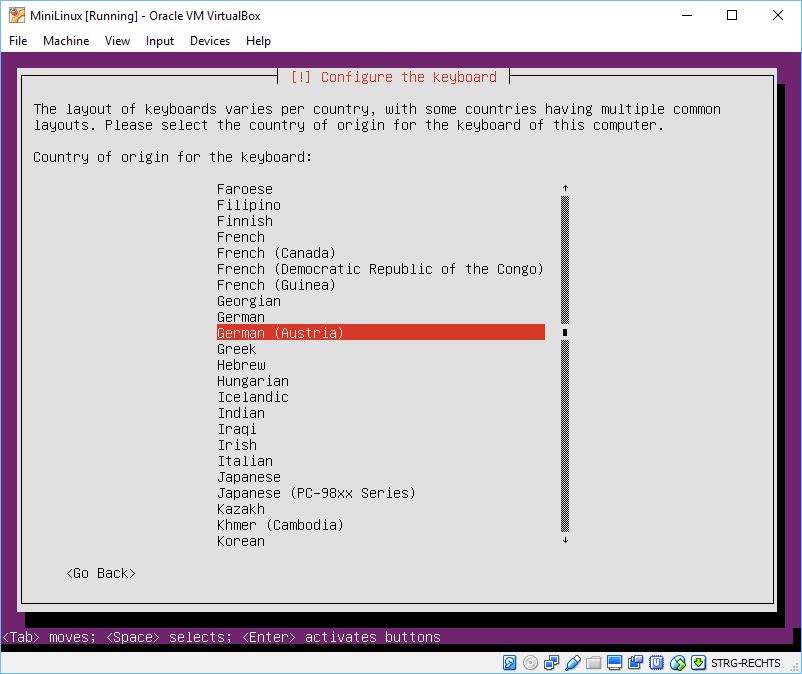 MiniLinux [Running] - Oracle VM VirtualBox
File Machine View Input Devices Help
[!] Configure the keyboard
The layout of keyboards varies per country, with some countries having multiple common
layouts. Please select the country of origin for the keyboard of this computer.
Country of origin for the keyboard:
Faroese
Filipino
Finnish
French
French (Canada)
French (Democratic Republic of the Congo)
French (Guinea)
Georgian
German
German (Austria)
Greek
Hebrew
Hungarian
Icelandic
Indian
Iraqi
Irish
Italian
Japanese
Japanese (PC-98xx Series)
Kazakh
Khmer (Cambodia)
Korean
<Go Back>
<Tab> moves; <Space> selects; <Enter> activates buttons
STRG-RECHTS